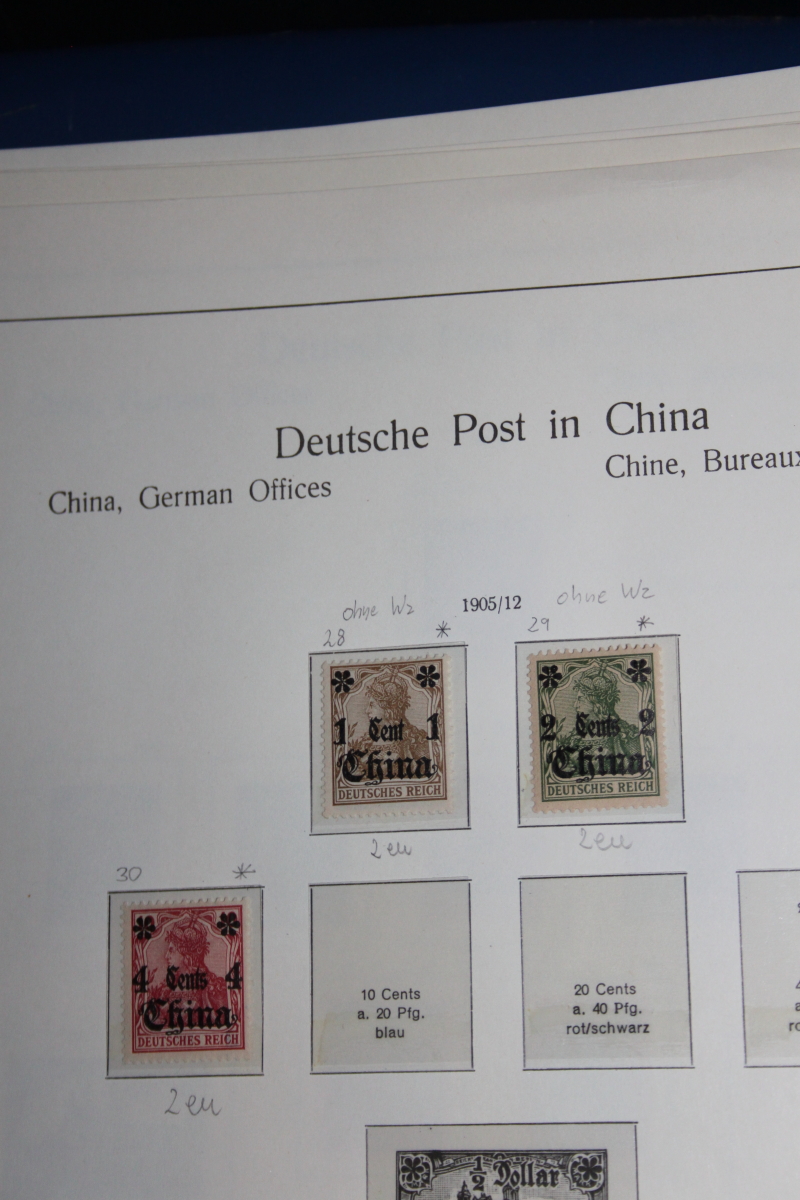 Deutsche Post in China
China, German Offices
Chine, Bureaux
ohne Wz
1905/12
ohne Wz
28 *
29 *
1 Cent 1
China
DEUTSCHES REICH
2 Cents 2
China
DEUTSCHES REICH
2 eu
2 eu
30 *
4 Cents 4
China
DEUTSCHES REICH
10 Cents
a. 20 Pfg.
blau
20 Cents
a. 40 Pfg.
rot/schwarz
2 eu
½ Dollar